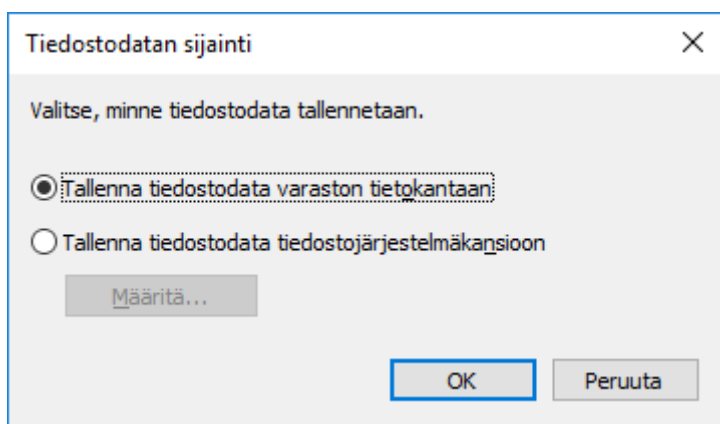 Tiedostodatan sijainti
Valitse, minne tiedostodata tallennetaan.
Tallenna tiedostodata varaston tietokantaan
Tallenna tiedostodata tiedostojärjestelmäkansioon
Määritä...
OK Peruuta